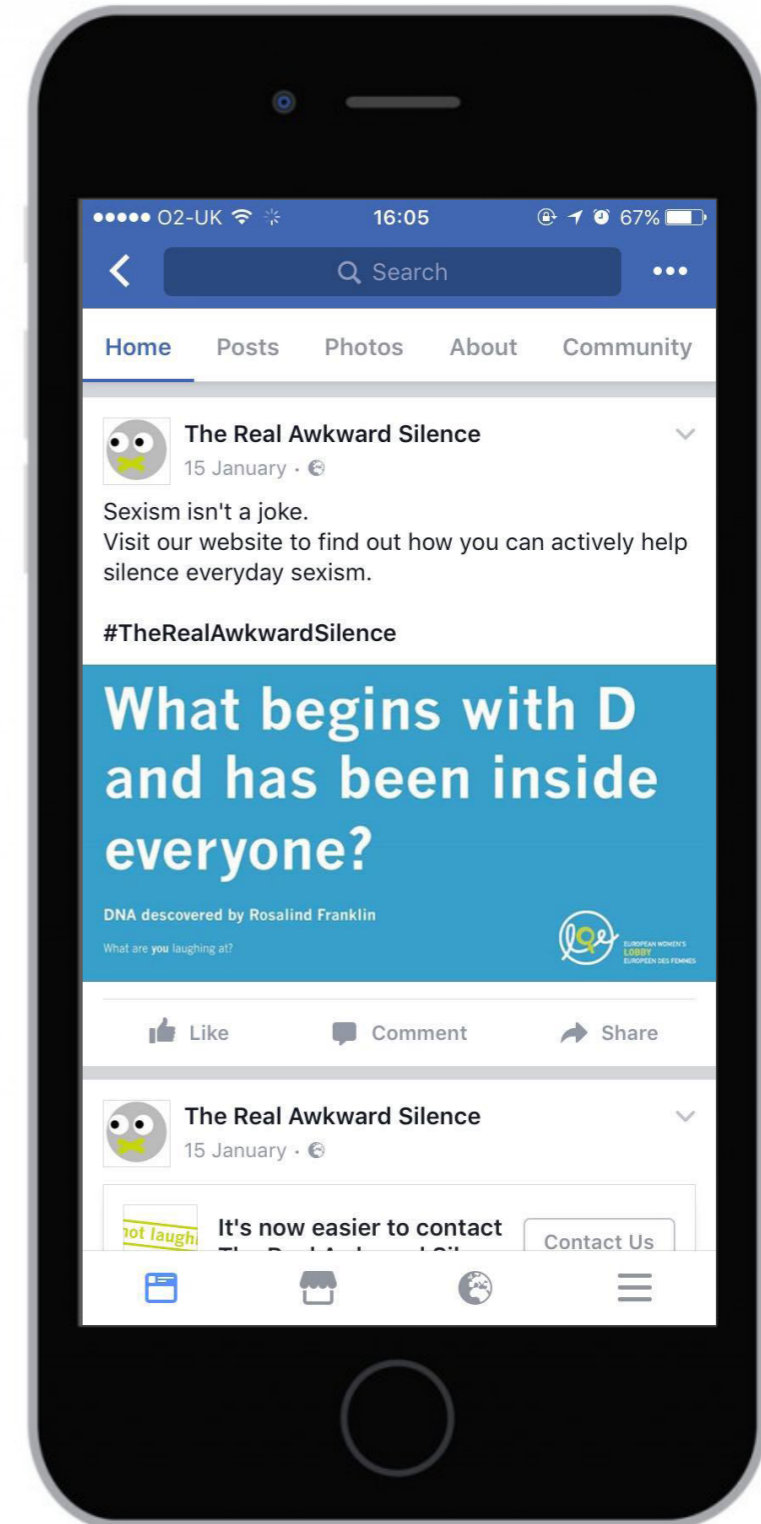 O2-UK 16:05 67%
Search
Home Posts Photos About Community
The Real Awkward Silence
15 January ·
Sexism isn't a joke.
Visit our website to find out how you can actively help
silence everyday sexism.
#TheRealAwkwardSilence
What begins with D
and has been inside
everyone?
DNA descovered by Rosalind Franklin
What are you laughing at?
EUROPEAN WOMEN'S
LOBBY
EUROPEEN DES FEMMES
Like Comment Share
The Real Awkward Silence
15 January ·
not laughi
It's now easier to contact
Contact Us